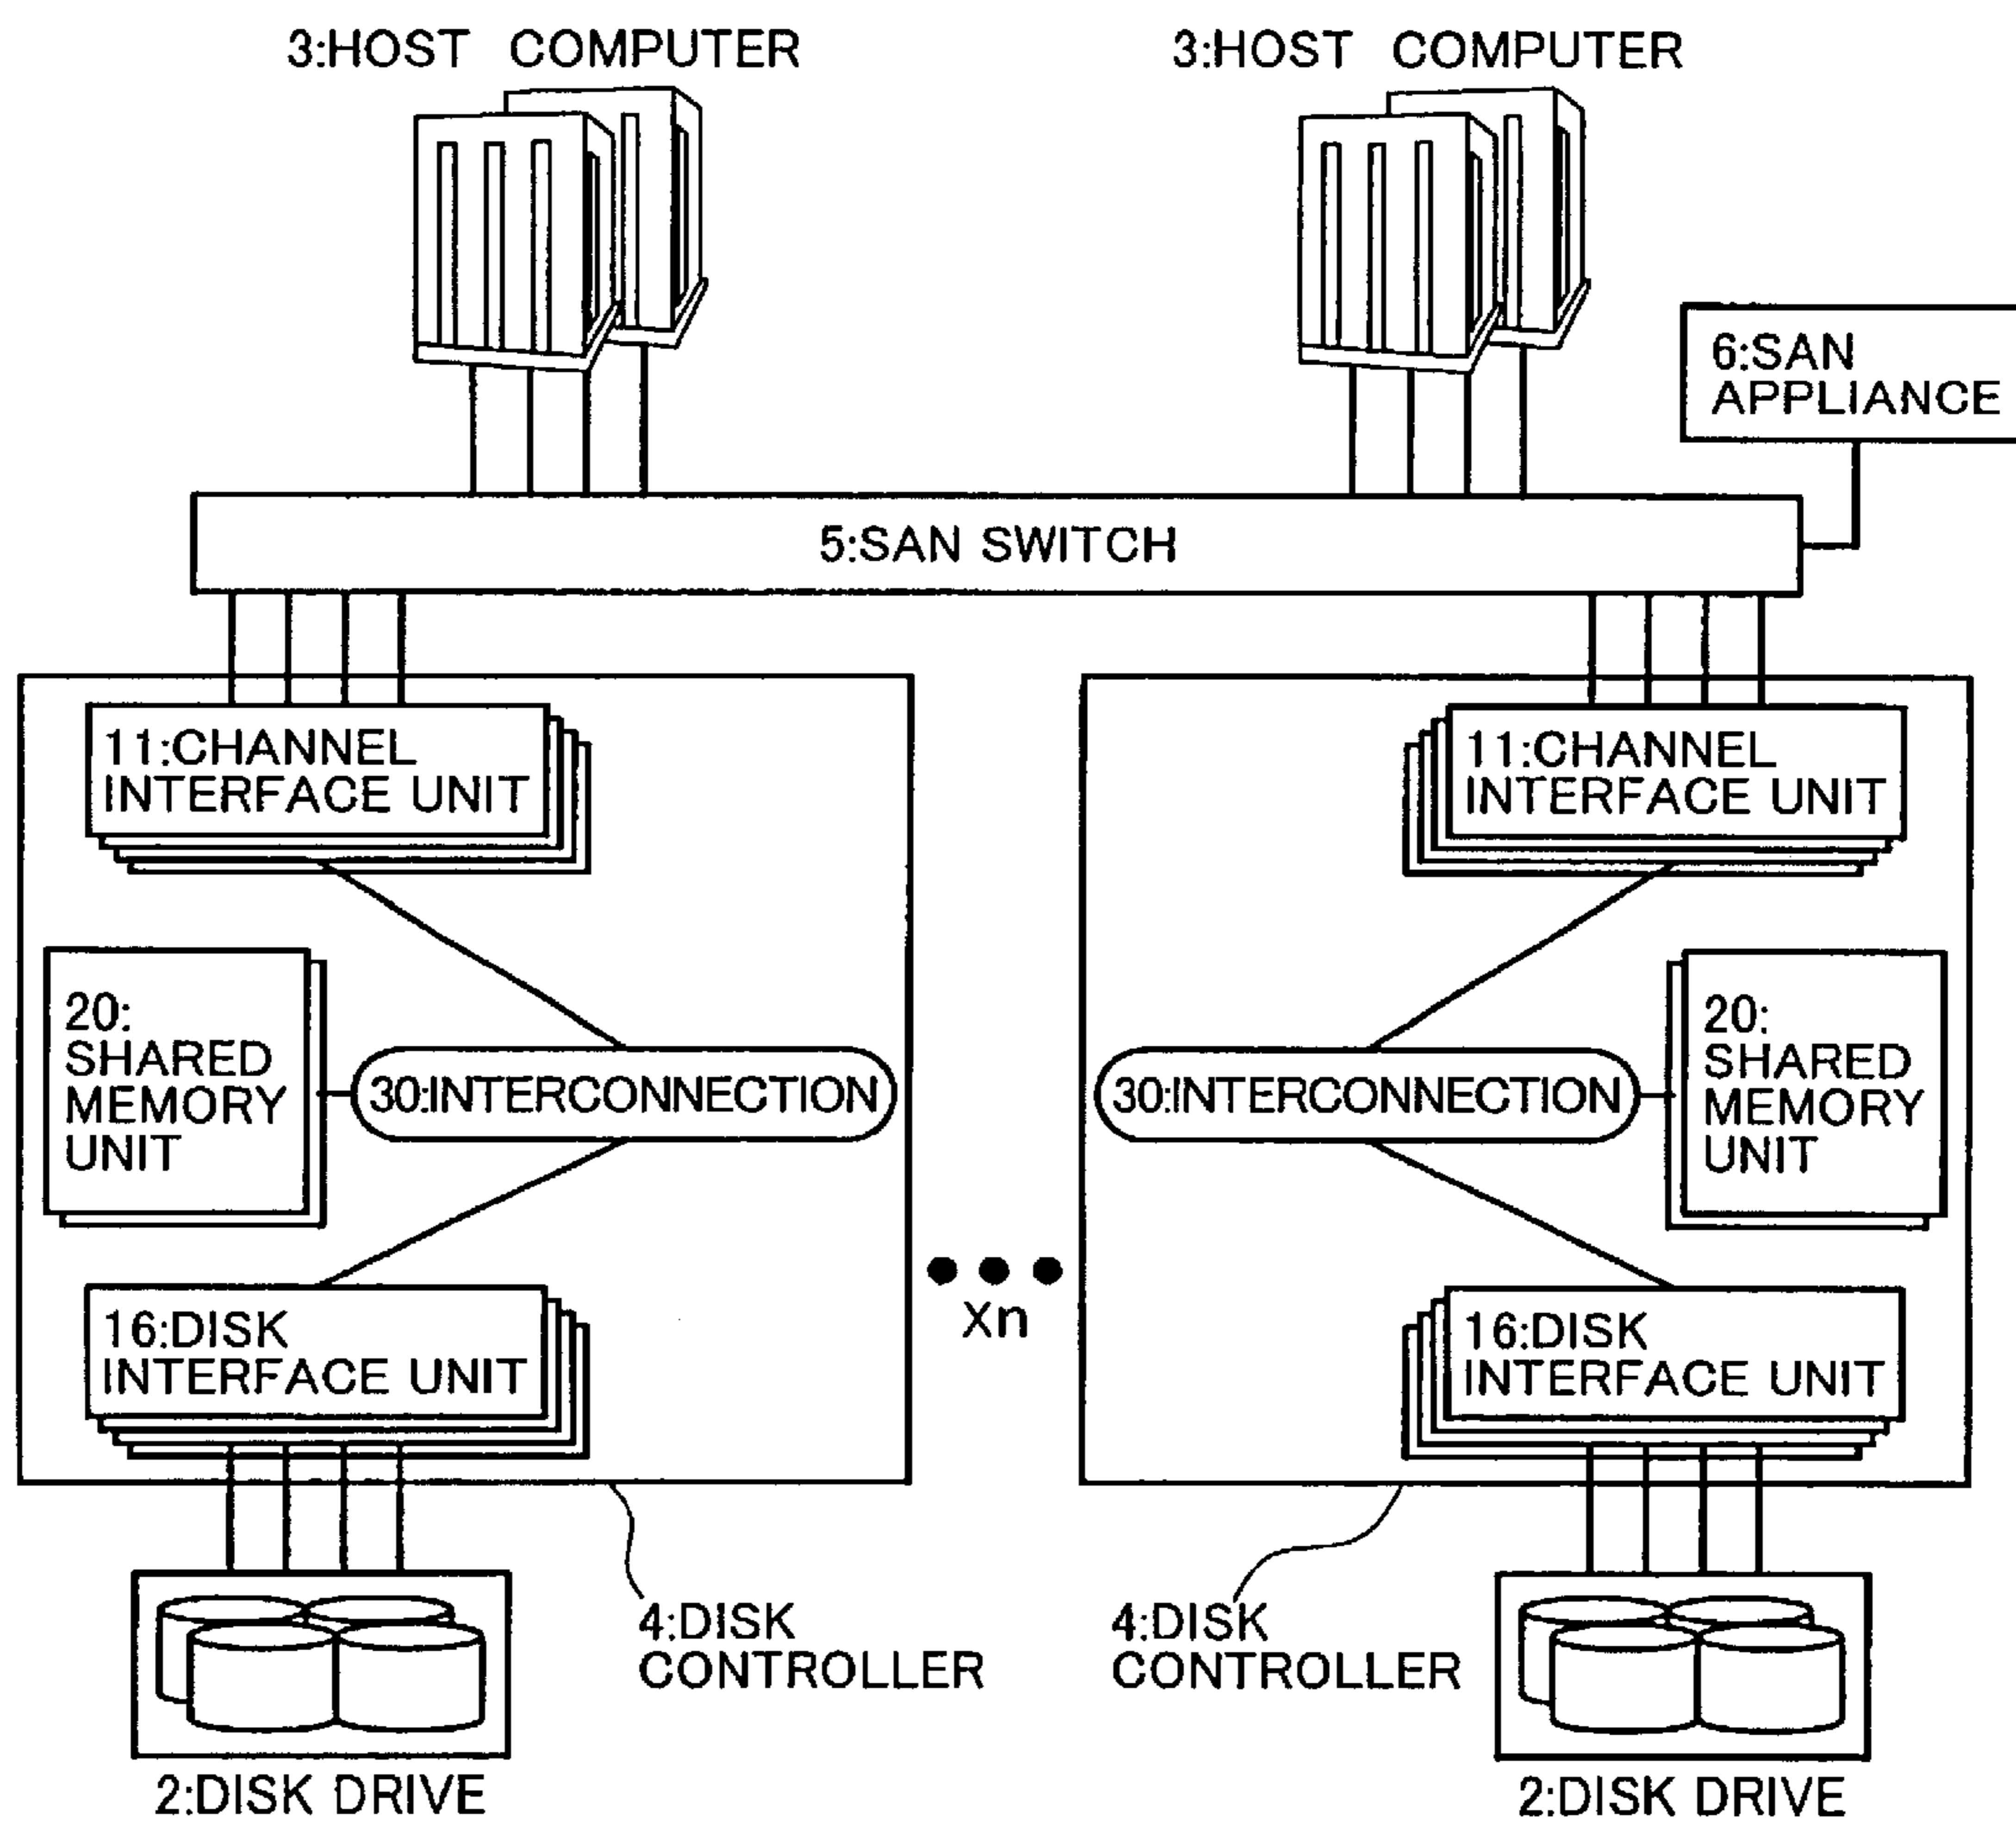 3:HOST COMPUTER
3:HOST COMPUTER
6:SAN
APPLIANCE
5:SAN SWITCH
11:CHANNEL
INTERFACE UNIT
11:CHANNEL
INTERFACE UNIT
20:
SHARED
MEMORY
UNIT
30:INTERCONNECTION
30:INTERCONNECTION
20:
SHARED
MEMORY
UNIT
16:DISK
INTERFACE UNIT
Xn
16:DISK
INTERFACE UNIT
4:DISK
CONTROLLER
4:DISK
CONTROLLER
2:DISK DRIVE
2:DISK DRIVE